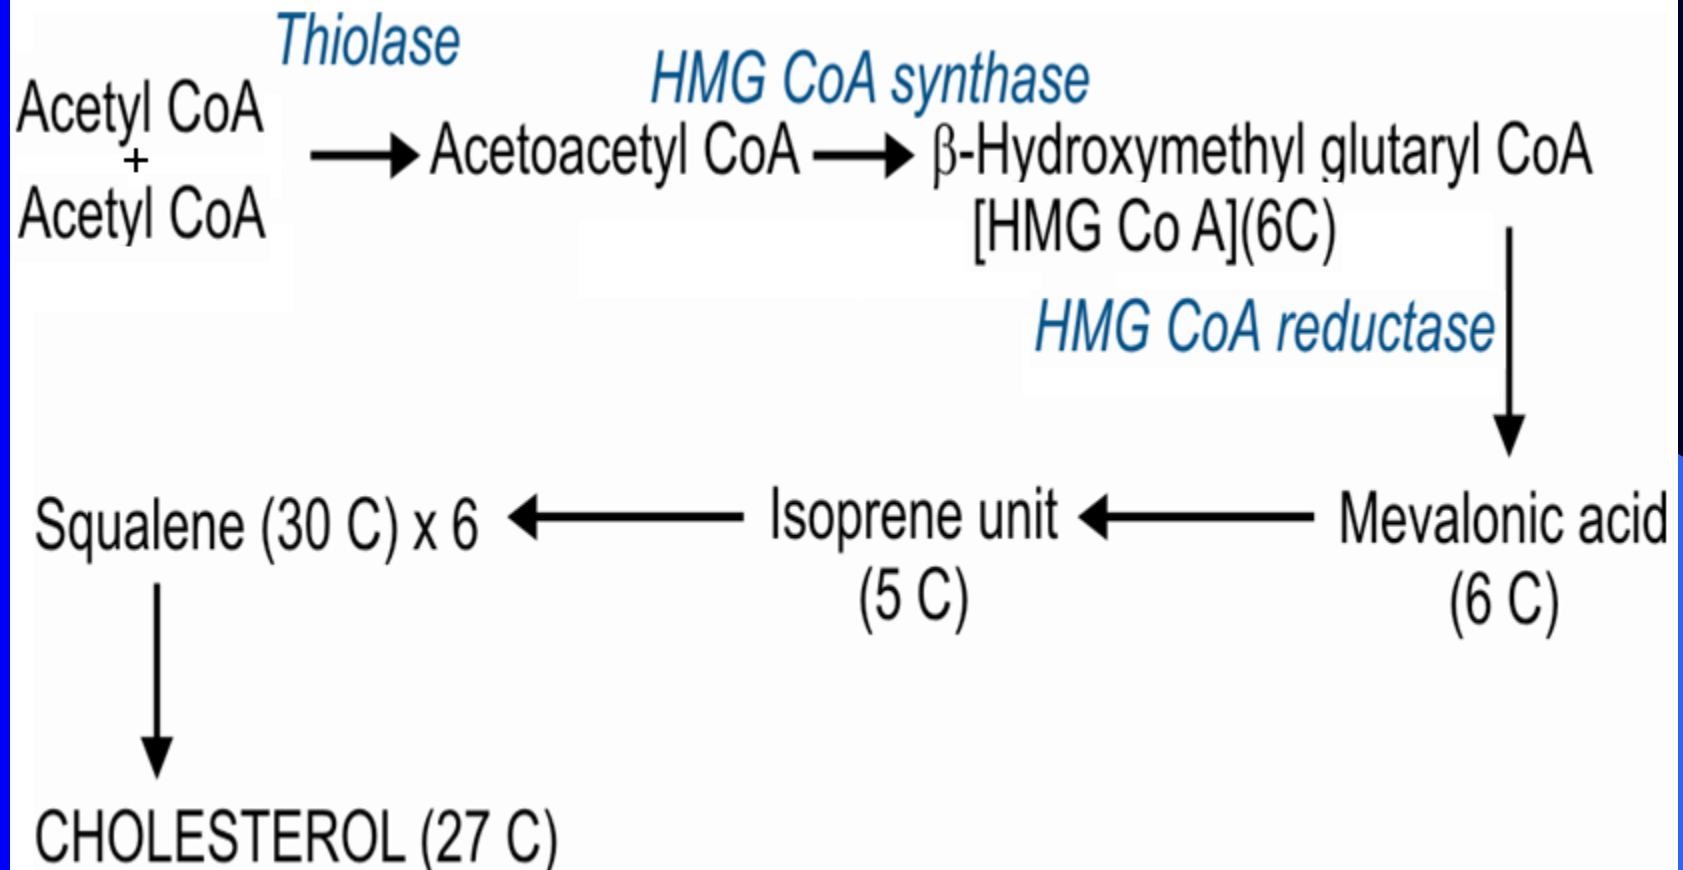 Thiolase
HMG CoA synthase
Acetyl CoA
+
Acetyl CoA
Acetoacetyl CoA
β-Hydroxymethyl glutaryl CoA
[HMG Co A](6C)
HMG CoA reductase
Mevalonic acid
(6 C)
Isoprene unit
(5 C)
Squalene (30 C) x 6
CHOLESTEROL (27 C)